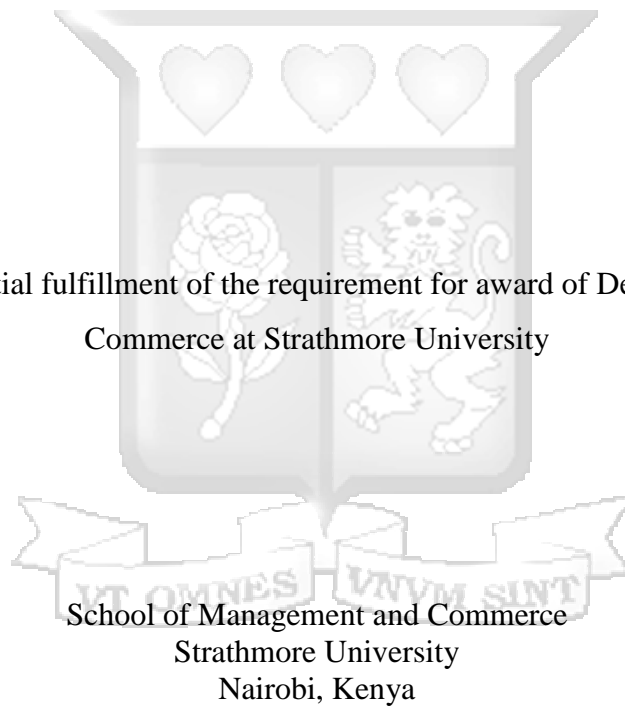 tial fulfillment of the requirement for award of De
Commerce at Strathmore University
VT OMNES VNVM SINT
School of Management and Commerce
Strathmore University
Nairobi, Kenya